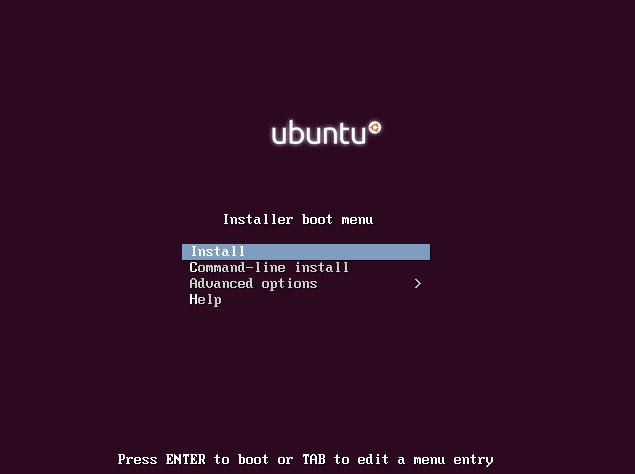 ubuntu
Installer boot menu
Install
Command-line install
Advanced options >
Help
Press ENTER to boot or TAB to edit a menu entry